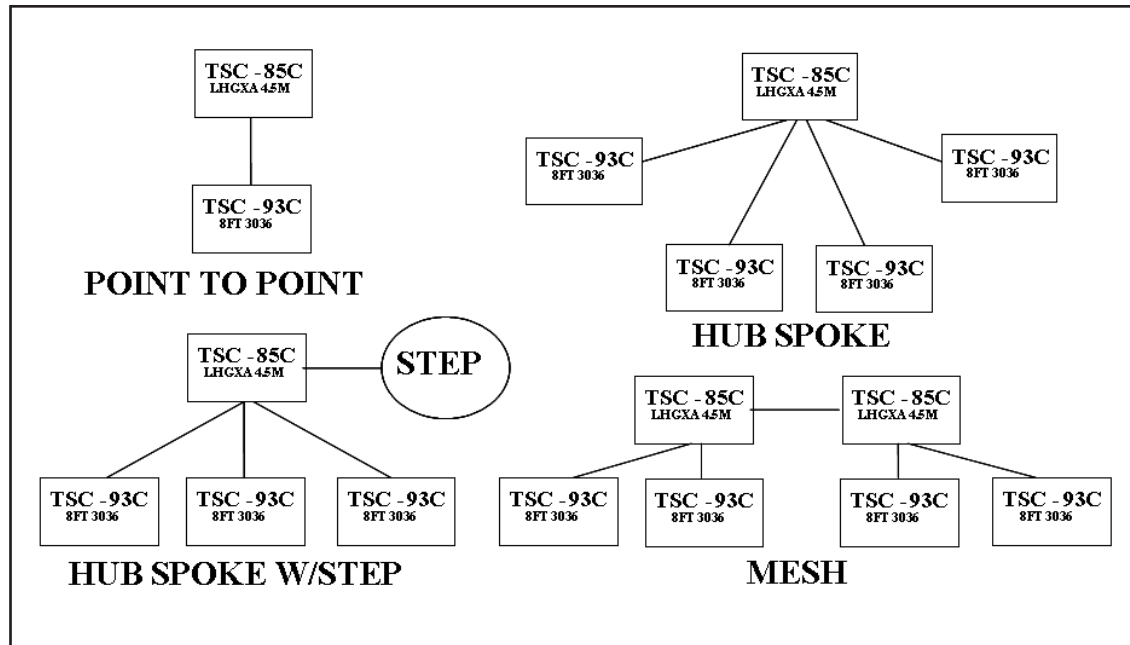 TSC -85C
LHGXA 4.5M
TSC -93C
8FT 3036
POINT TO POINT
TSC -85C
LHGXA 4.5M
TSC -93C
8FT 3036
TSC -93C
8FT 3036
TSC -93C
8FT 3036
TSC -93C
8FT 3036
HUB SPOKE
TSC -85C
LHGXA 4.5M
STEP
TSC -93C
8FT 3036
TSC -93C
8FT 3036
TSC -93C
8FT 3036
HUB SPOKE W/STEP
TSC -85C
LHGXA 4.5M
TSC -85C
LHGXA 4.5M
TSC -93C
8FT 3036
TSC -93C
8FT 3036
TSC -93C
8FT 3036
TSC -93C
8FT 3036
MESH